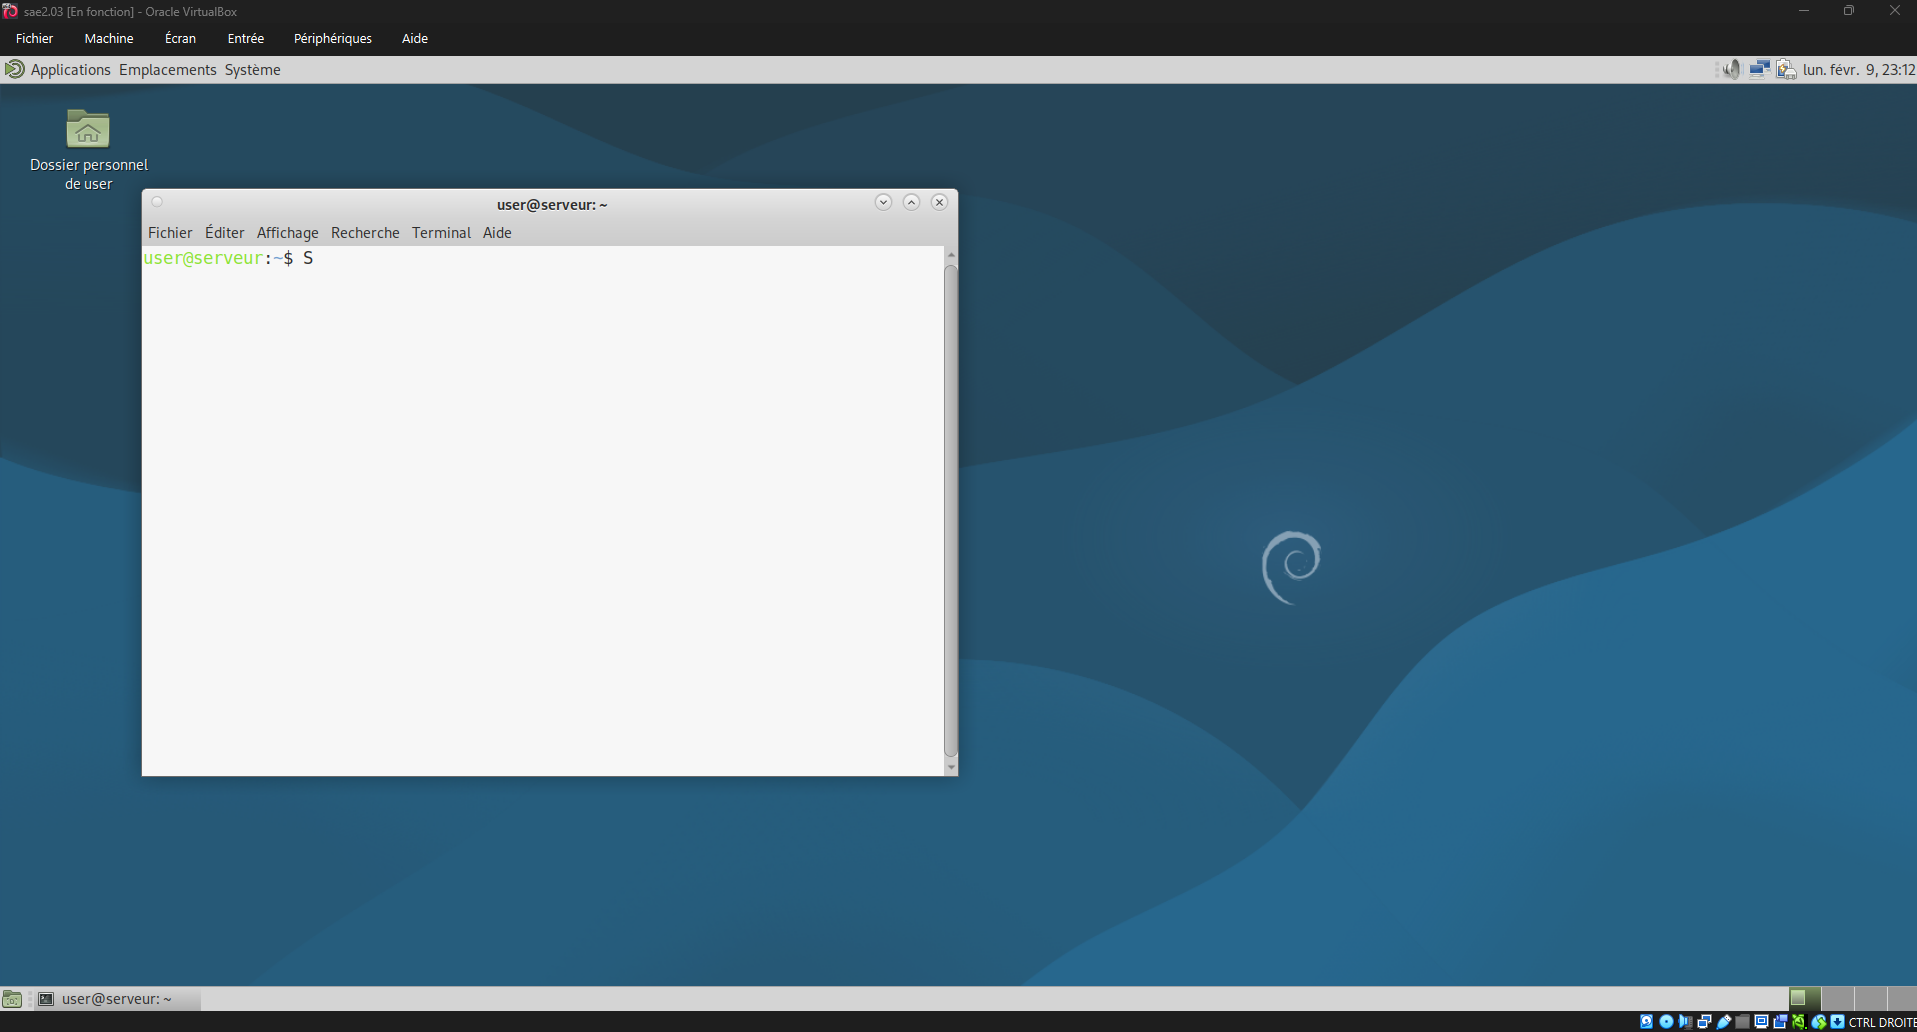 sae2.03 [En fonction] - Oracle VirtualBox
Fichier Machine Écran Entrée Périphériques Aide
Applications Emplacements Système lun. févr. 9, 23:12
Dossier personnel
de user
user@serveur: ~
Fichier Éditer Affichage Recherche Terminal Aide
user@serveur:~$ S
user@serveur: ~
CTRL DROITE